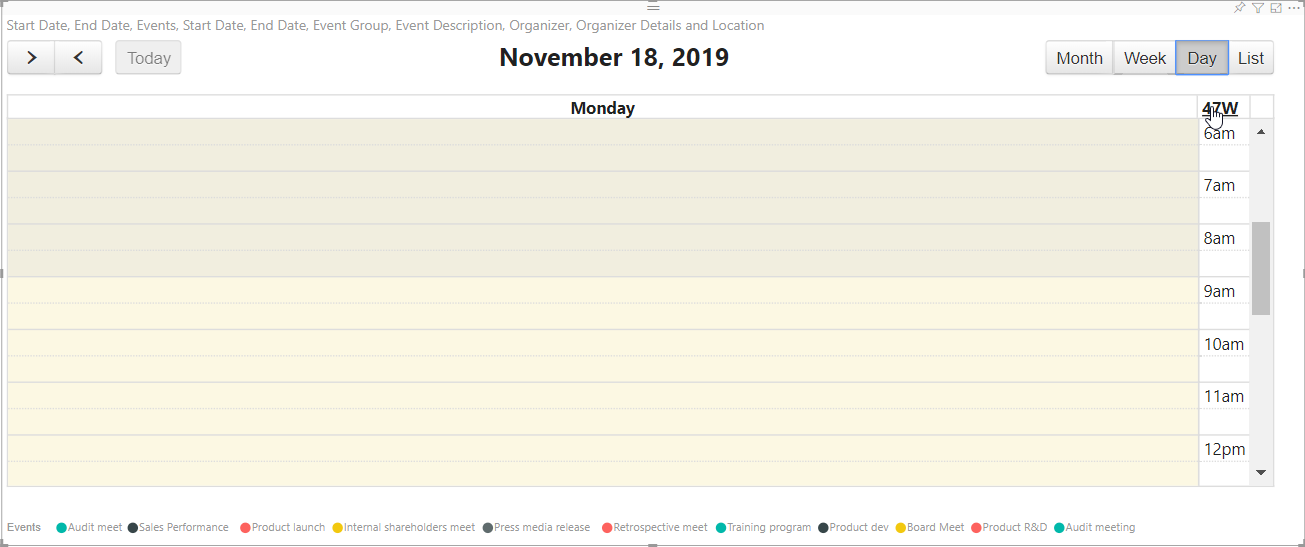 Start Date, End Date, Events, Start Date, End Date, Event Group, Event Description, Organizer, Organizer Details and Location
Today
November 18, 2019
Month Week Day List
Monday
47W
6am
7am
8am
9am
10am
11am
12pm
Events Audit meet Sales Performance Product launch Internal shareholders meet Press media release Retrospective meet Training program Product dev Board Meet Product R&D Audit meeting